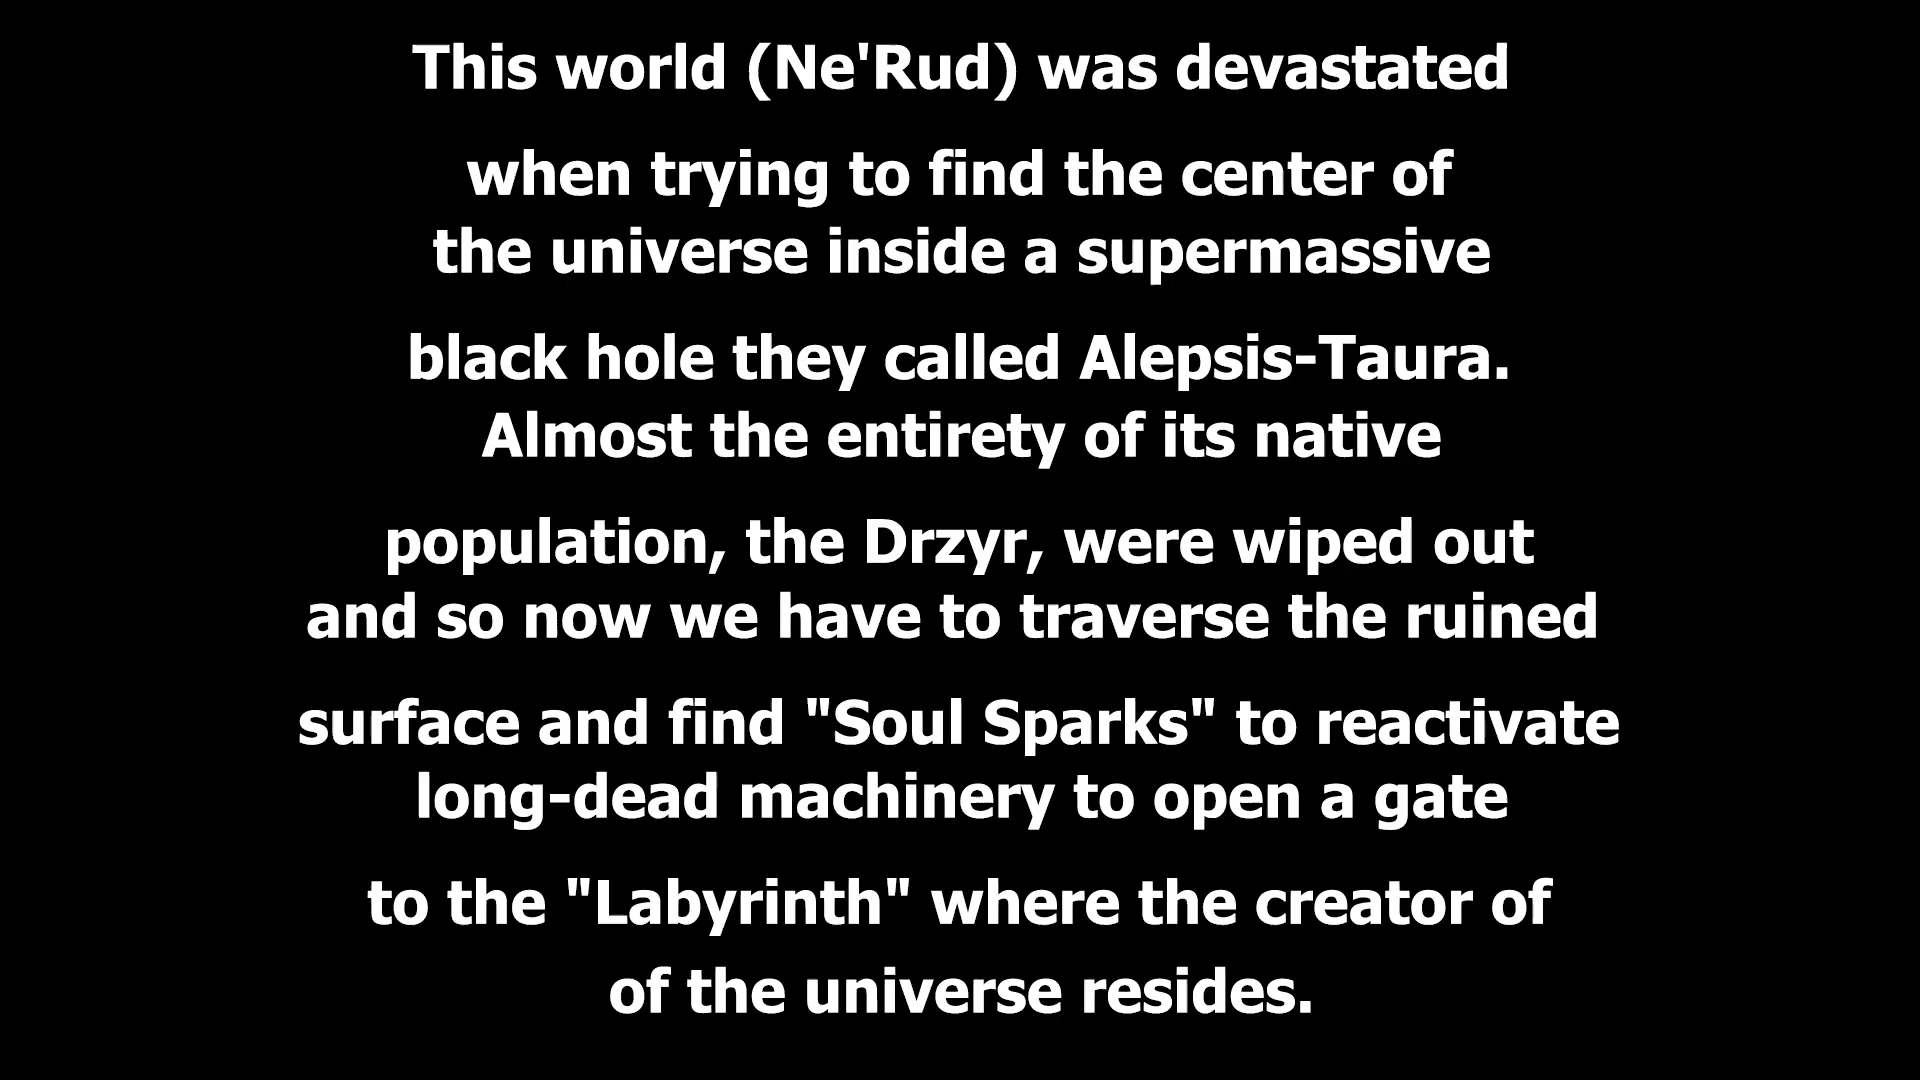 This world (Ne'Rud) was devastated
when trying to find the center of
the universe inside a supermassive
black hole they called Alepsis-Taura.
Almost the entirety of its native
population, the Drzyr, were wiped out
and so now we have to traverse the ruined
surface and find "Soul Sparks" to reactivate
long-dead machinery to open a gate
to the "Labyrinth" where the creator of
of the universe resides.